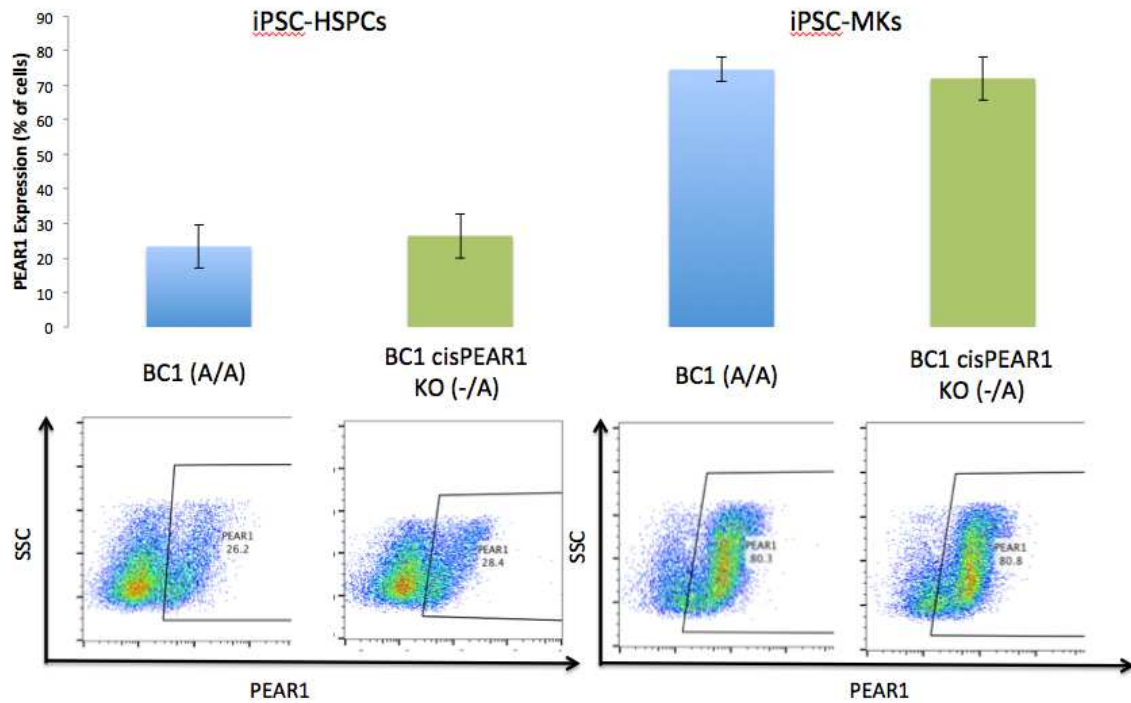 iPSC-HSPCs
iPSC-MKs
PEAR1 Expression (% of cells)
90
80
70
60
50
40
30
20
10
0
BC1 (A/A)
BC1 cisPEAR1
KO (-/A)
BC1 (A/A)
BC1 cisPEAR1
KO (-/A)
SSC
PEAR1
26.2
PEAR1
28.4
PEAR1
SSC
PEAR1
80.3
PEAR1
80.8
PEAR1